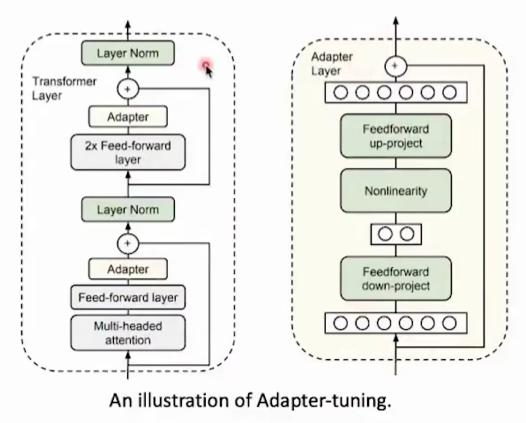 Layer Norm
Transformer
Layer
+
Adapter
2x Feed-forward
layer
Layer Norm
+
Adapter
Feed-forward layer
Multi-headed
attention
Adapter
Layer
+
Feedforward
up-project
Nonlinearity
Feedforward
down-project
An illustration of Adapter-tuning.